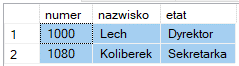 numer nazwisko etat
1 1000 Lech Dyrektor
2 1080 Koliberek Sekretarka